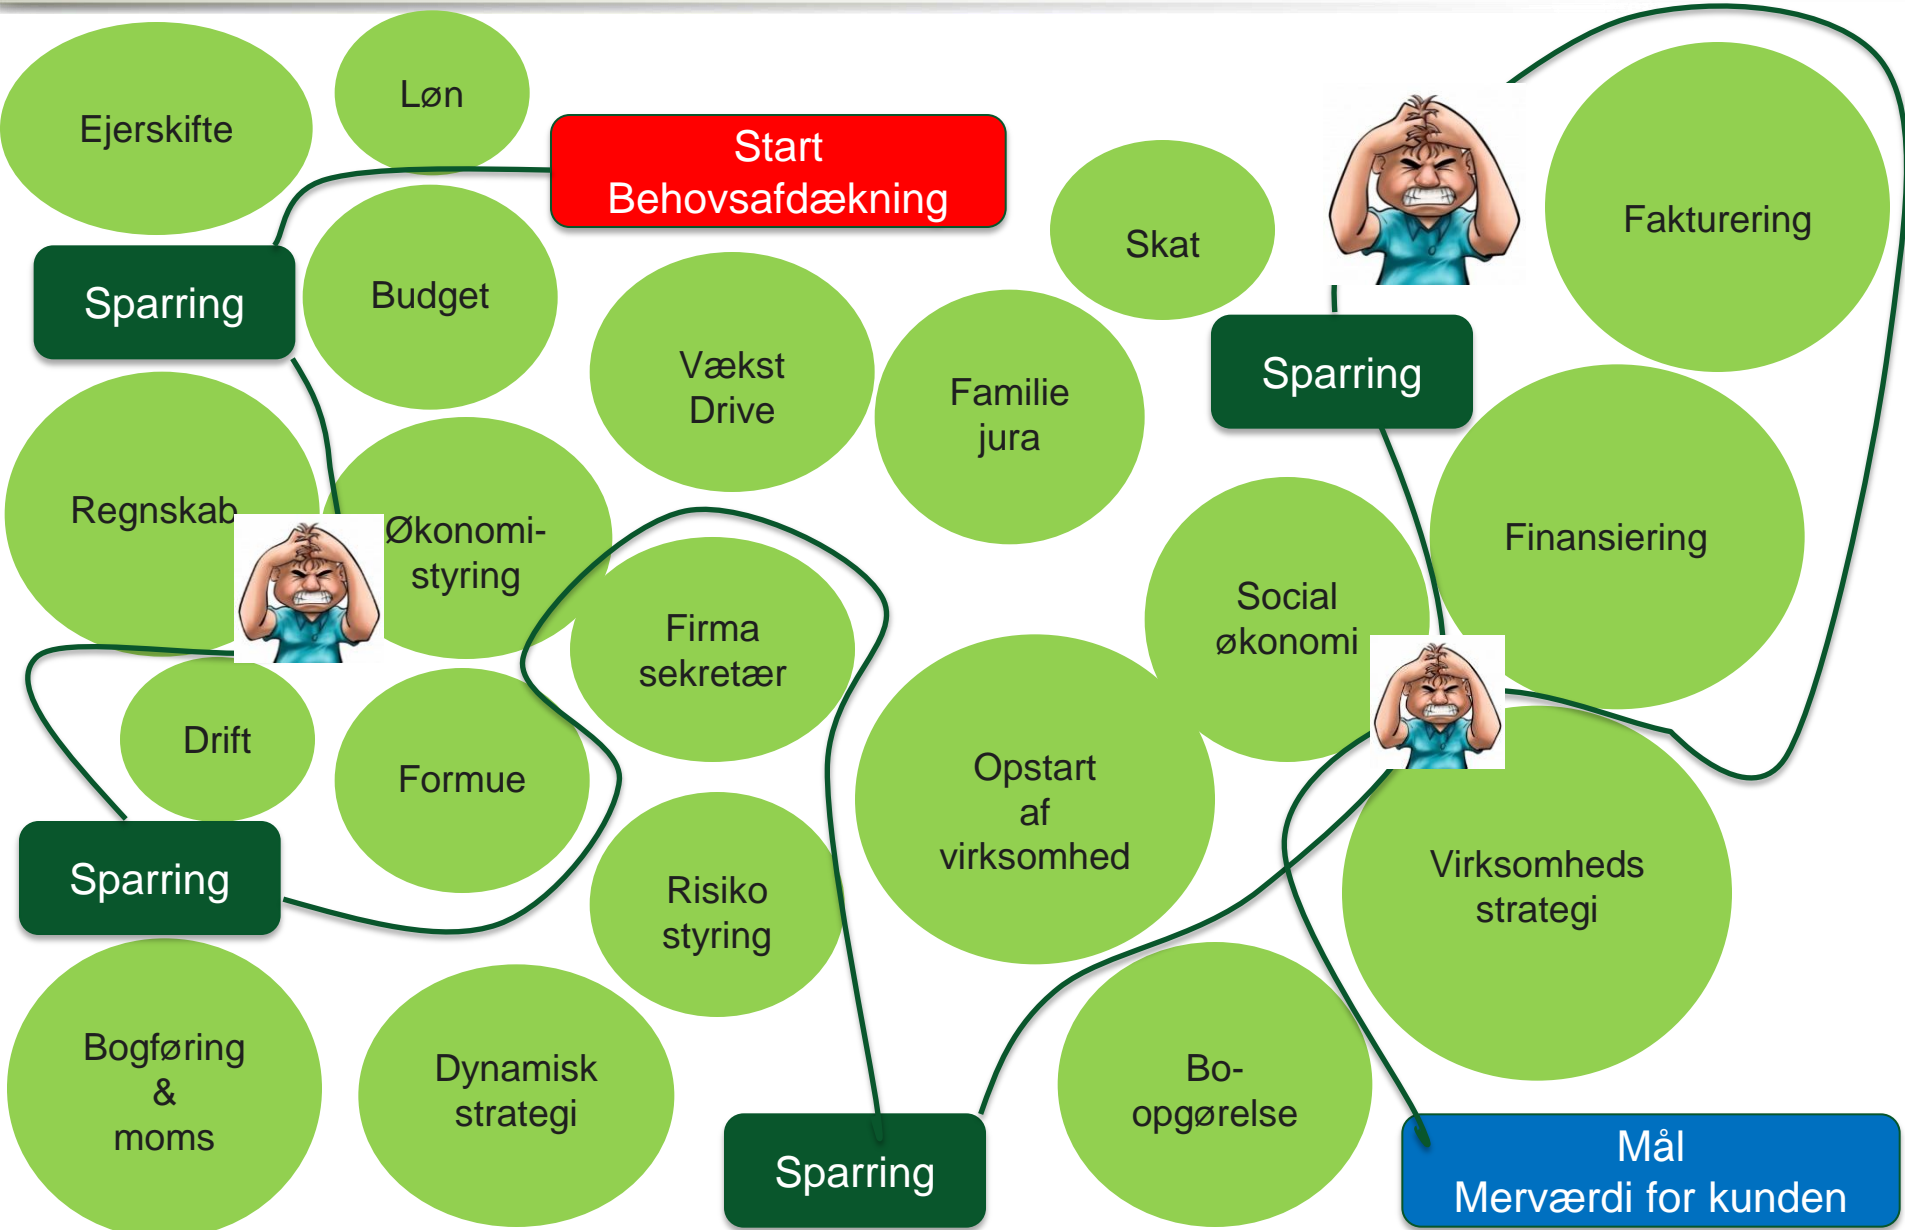 Ejerskifte
Løn
Start
Behovsafdækning
Skat
Fakturering
Sparring
Budget
Vækst
Drive
Familie
jura
Sparring
Regnskab
Økonomi-
styring
Finansiering
Firma
sekretær
Social
økonomi
Drift
Formue
Opstart
af
virksomhed
Sparring
Risiko
styring
Virksomheds
strategi
Bogføring
&
moms
Dynamisk
strategi
Sparring
Bo-
opgørelse
Mål
Merværdi for kunden